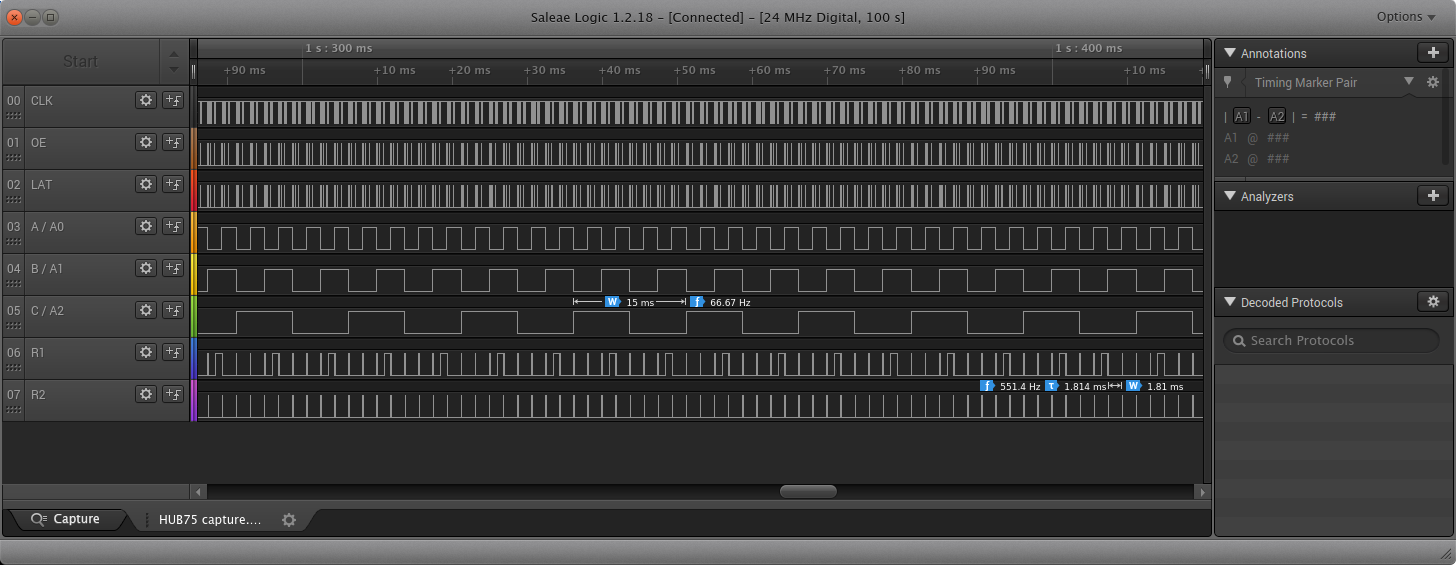 Saleae Logic 1.2.18 – [Connected] – [24 MHz Digital, 100 s]
Options
Start
1 s : 300 ms
1 s : 400 ms
+90 ms
+10 ms
+20 ms
+30 ms
+40 ms
+50 ms
+60 ms
+70 ms
+80 ms
+90 ms
+10 ms
00 CLK
01 OE
02 LAT
03 A / A0
04 B / A1
W 15 ms f 66.67 Hz
05 C / A2
06 R1
f 551.4 Hz τ 1.814 ms W 1.81 ms
07 R2
Capture
HUB75 capture....
Annotations
Timing Marker Pair
| A1 - A2 | = ###
A1 @ ###
A2 @ ###
Analyzers
Decoded Protocols
Search Protocols